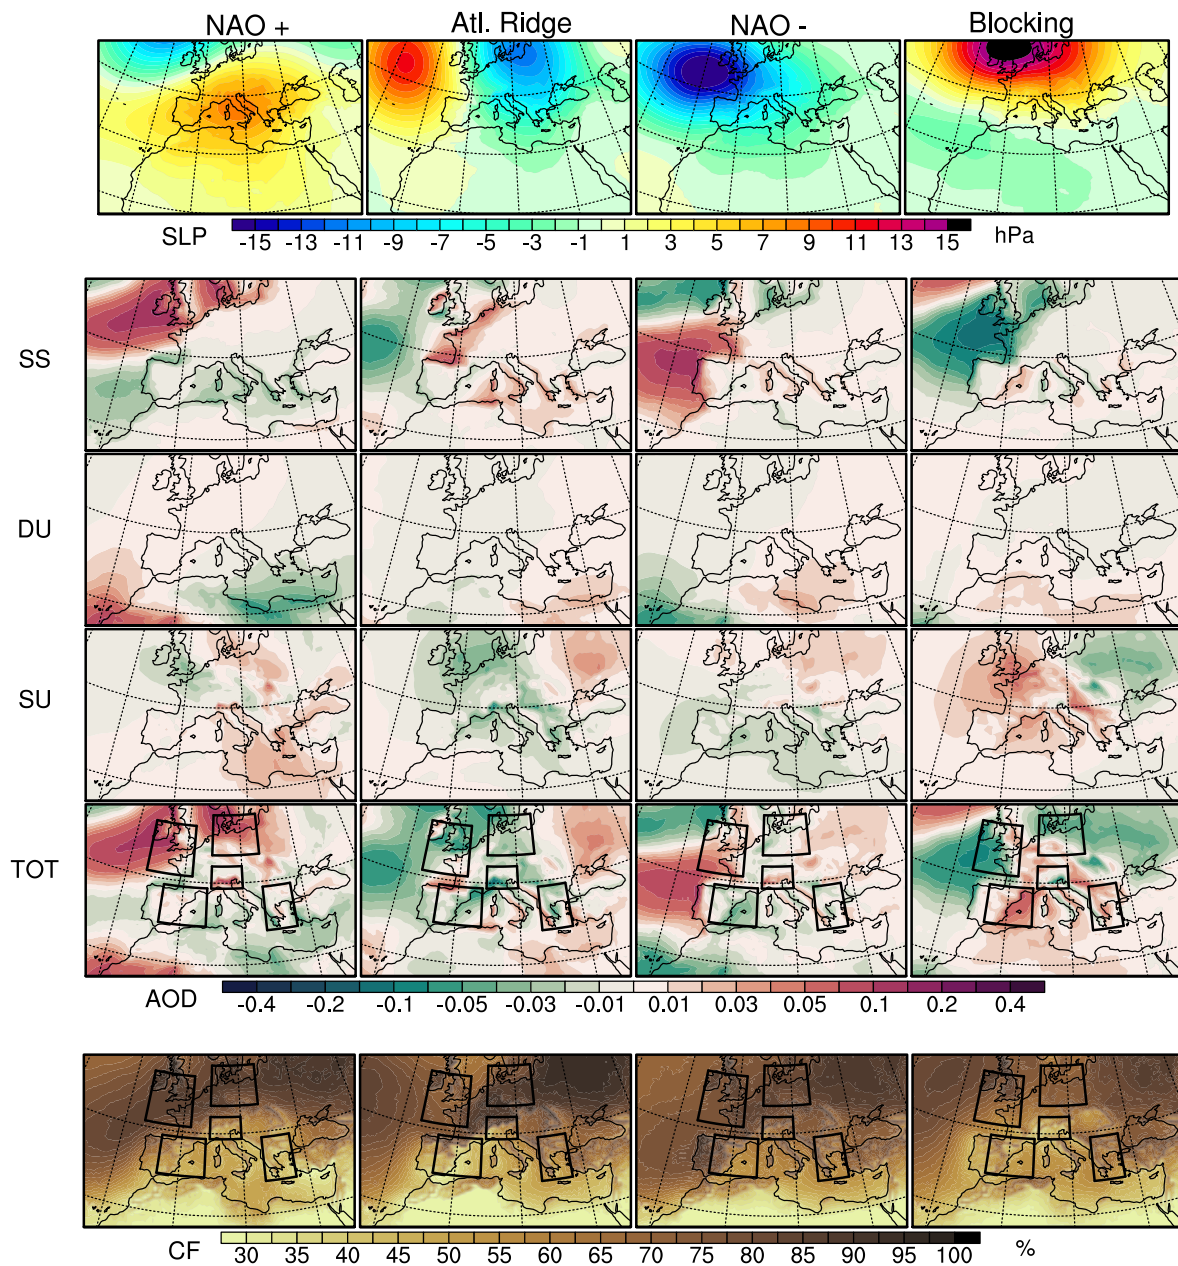 NAO + Atl. Ridge NAO - Blocking
SLP -15 -13 -11 -9 -7 -5 -3 -1 1 3 5 7 9 11 13 15 hPa
SS
DU
SU
TOT
AOD -0.4 -0.2 -0.1 -0.05 -0.03 -0.01 0.01 0.03 0.05 0.1 0.2 0.4
CF 30 35 40 45 50 55 60 65 70 75 80 85 90 95 100 %